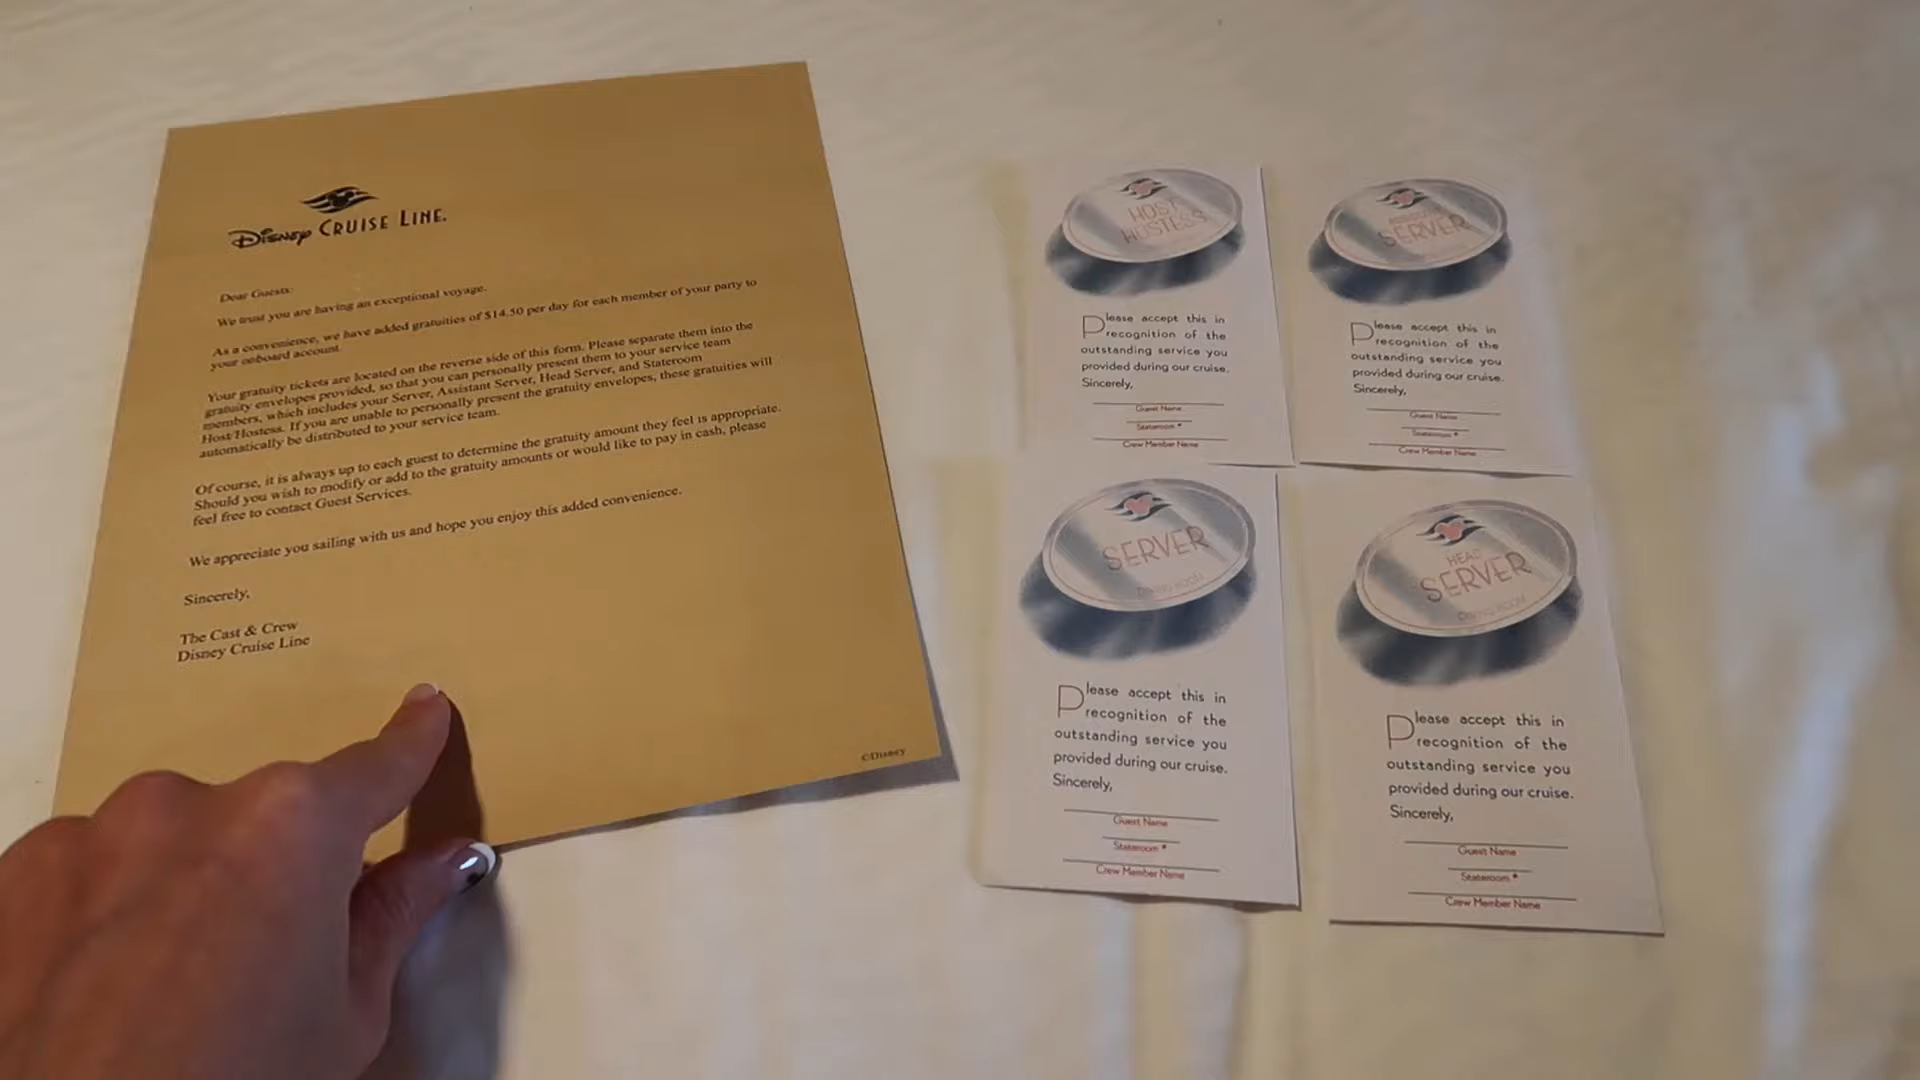 Disney CRUISE LINE.
Dear Guests:
We trust you are having an exceptional voyage.
As a convenience, we have added gratuities of $14.50 per day for each member of your party to
your onboard account.
Your gratuity tickets are located on the reverse side of this form. Please separate them into the
gratuity envelopes provided, so that you can personally present them to your service team
members, which includes your Server, Assistant Server, Head Server, and Stateroom
Host/Hostess. If you are unable to personally present the gratuity envelopes, these gratuities will
automatically be distributed to your service team.
Of course, it is always up to each guest to determine the gratuity amount they feel is appropriate.
Should you wish to modify or add to the gratuity amounts or would like to pay in cash, please
feel free to contact Guest Services.
We appreciate you sailing with us and hope you enjoy this added convenience.
Sincerely,
The Cast & Crew
Disney Cruise Line
©Disney
HOST
HOSTESS
Please accept this in
recognition of the
outstanding service you
provided during our cruise.
Sincerely,
Guest Name
Stateroom #
Crew Member Name
SERVER
Please accept this in
recognition of the
outstanding service you
provided during our cruise.
Sincerely,
Guest Name
Stateroom #
Crew Member Name
SERVER
DINING ROOM
Please accept this in
recognition of the
outstanding service you
provided during our cruise.
Sincerely,
Guest Name
Stateroom #
Crew Member Name
HEAD
SERVER
DINING ROOM
Please accept this in
recognition of the
outstanding service you
provided during our cruise.
Sincerely,
Guest Name
Stateroom #
Crew Member Name